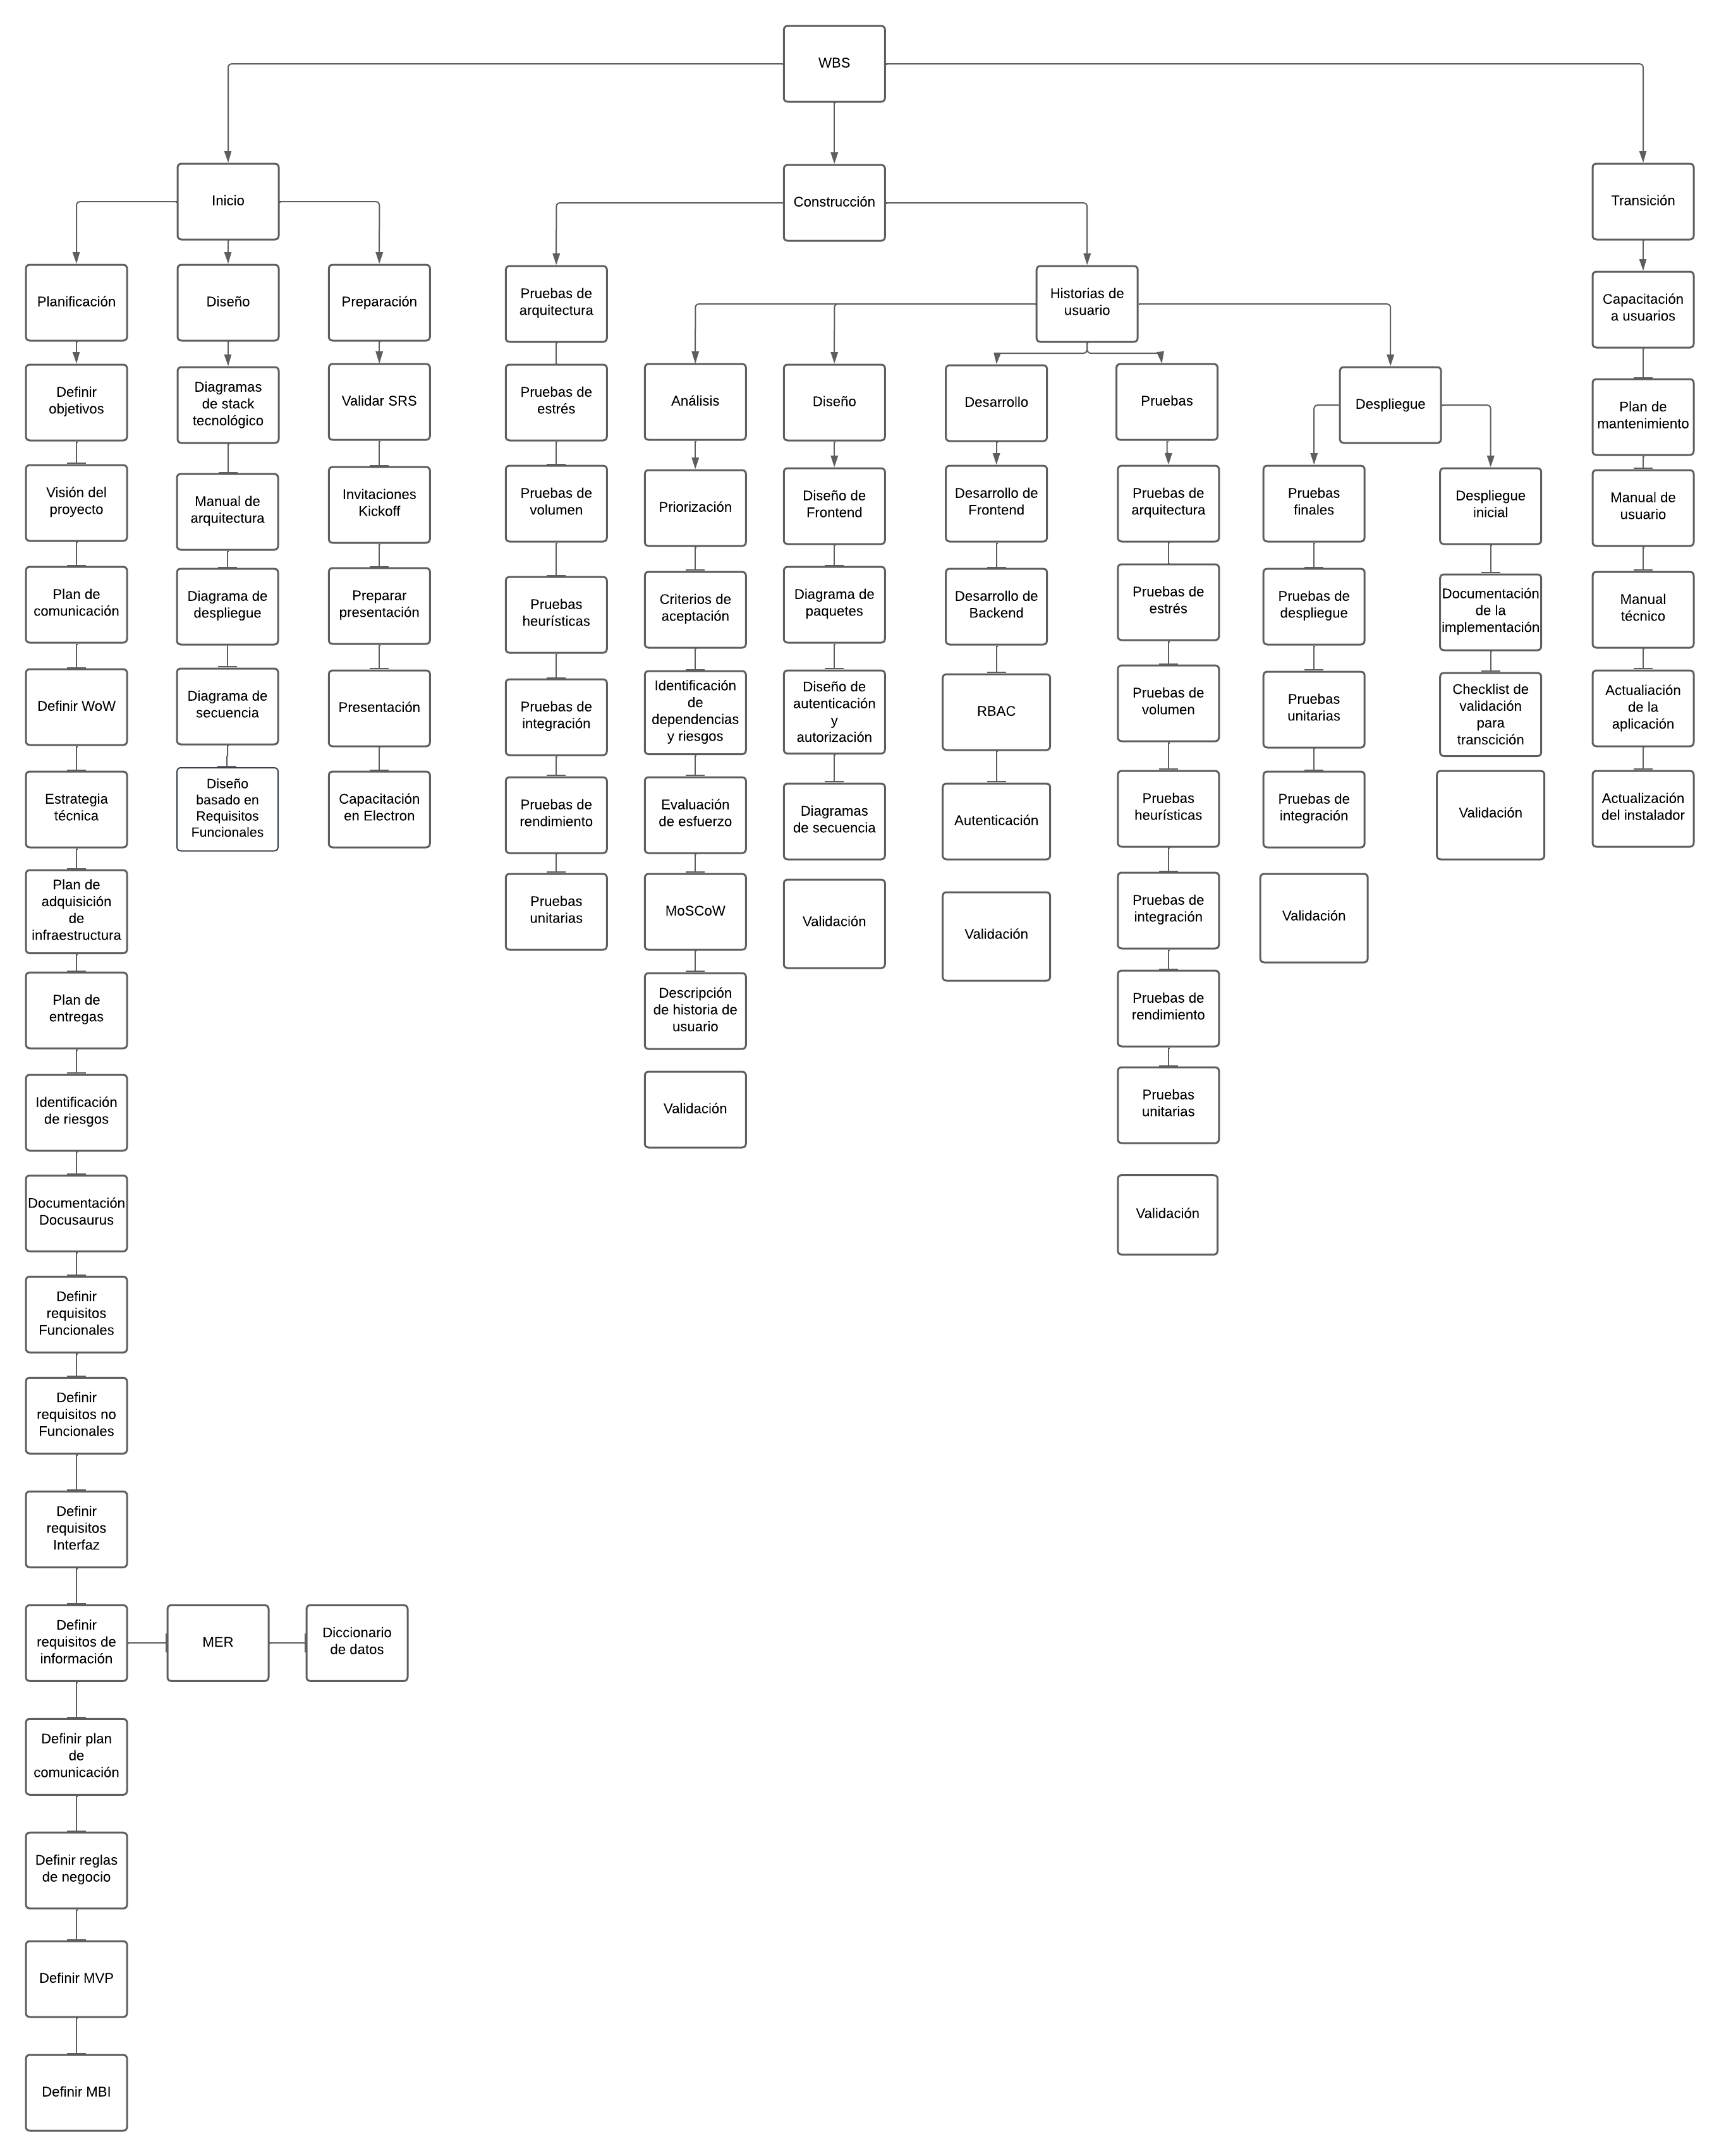 WBS
Inicio
Construcción
Transición
Planificación
Diseño
Preparación
Pruebas de
arquitectura
Historias de
usuario
Capacitación
a usuarios
Definir
objetivos
Visión del
proyecto
Plan de
comunicación
Definir WoW
Estrategia
técnica
Plan de
adquisición
de
infraestructura
Plan de
entregas
Identificación
de riesgos
Documentación
Docusaurus
Definir
requisitos
Funcionales
Definir
requisitos no
Funcionales
Definir
requisitos
Interfaz
Definir
requisitos de
información
MER
Diccionario
de datos
Definir plan
de
comunicación
Definir reglas
de negocio
Definir MVP
Definir MBI
Diagramas
de stack
tecnológico
Manual de
arquitectura
Diagrama de
despliegue
Diagrama de
secuencia
Diseño
basado en
Requisitos
Funcionales
Validar SRS
Invitaciones
Kickoff
Preparar
presentación
Presentación
Capacitación
en Electron
Pruebas de
estrés
Pruebas de
volumen
Pruebas
heurísticas
Pruebas de
integración
Pruebas de
rendimiento
Pruebas
unitarias
Análisis
Priorización
Criterios de
aceptación
Identificación
de
dependencias
y riesgos
Evaluación
de esfuerzo
MoSCoW
Descripción
de historia de
usuario
Validación
Diseño
Diseño de
Frontend
Diagrama de
paquetes
Diseño de
autenticación
y
autorización
Diagramas
de secuencia
Validación
Desarrollo
Desarrollo de
Frontend
Desarrollo de
Backend
RBAC
Autenticación
Validación
Pruebas
Pruebas de
arquitectura
Pruebas de
estrés
Pruebas de
volumen
Pruebas
heurísticas
Pruebas de
integración
Pruebas de
rendimiento
Pruebas
unitarias
Validación
Despliegue
Pruebas
finales
Pruebas de
despliegue
Pruebas
unitarias
Pruebas de
integración
Validación
Despliegue
inicial
Documentación
de la
implementación
Checklist de
validación
para
transcición
Validación
Plan de
mantenimiento
Manual de
usuario
Manual
técnico
Actualiación
de la
aplicación
Actualización
del instalador